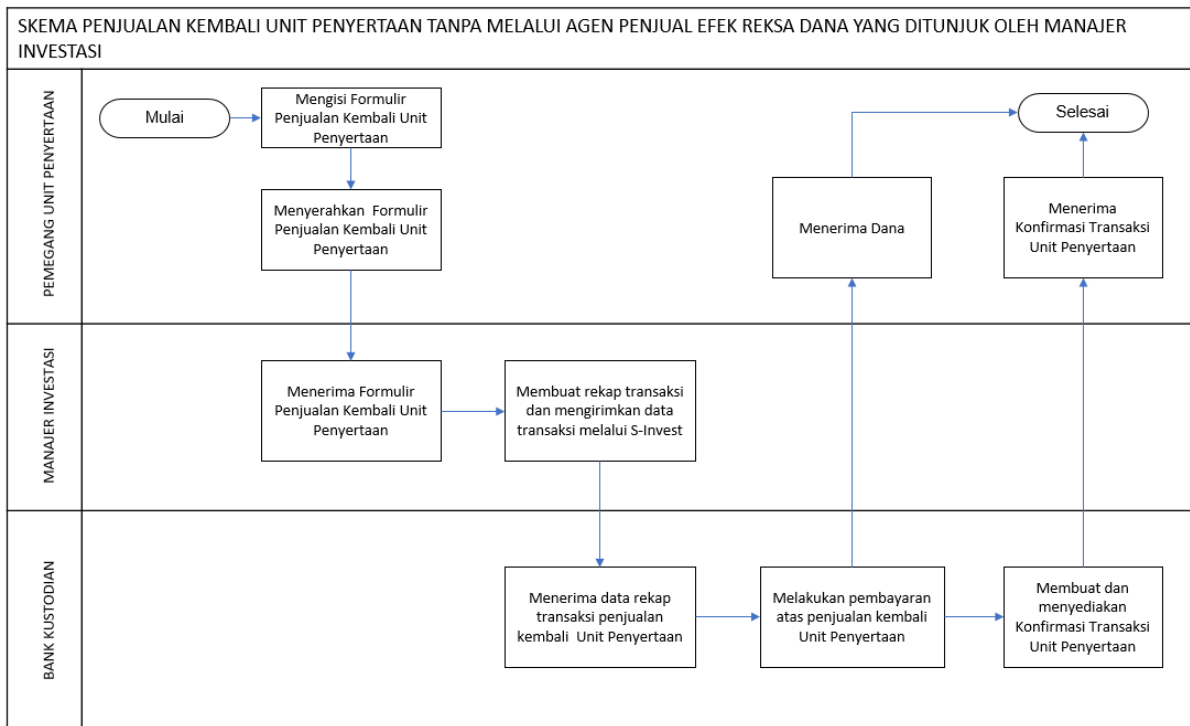 SKEMA PENJUALAN KEMBALI UNIT PENYERTAAN TANPA MELALUI AGEN PENJUAL EFEK REKSA DANA YANG DITUNJUK OLEH MANAJER
INVESTASI
PEMEGANG UNIT PENYERTAAN
Mulai
Mengisi Formulir
Penjualan Kembali Unit
Penyertaan
Selesai
Menyerahkan Formulir
Penjualan Kembali Unit
Penyertaan
Menerima Dana
Menerima
Konfirmasi Transaksi
Unit Penyertaan
MANAJER INVESTASI
Menerima Formulir
Penjualan Kembali Unit
Penyertaan
Membuat rekap transaksi
dan mengirimkan data
transaksi melalui S-Invest
BANK KUSTODIAN
Menerima data rekap
transaksi penjualan
kembali Unit Penyertaan
Melakukan pembayaran
atas penjualan kembali
Unit Penyertaan
Membuat dan
menyediakan
Konfirmasi Transaksi
Unit Penyertaan